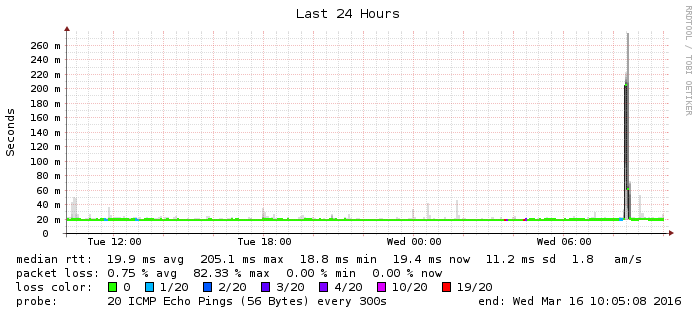 Last 24 Hours
RRDTOOL / TOBI OETIKER
Seconds
260 m
240 m
220 m
200 m
180 m
160 m
140 m
120 m
100 m
80 m
60 m
40 m
20 m
0
Tue 12:00 Tue 18:00 Wed 00:00 Wed 06:00
median rtt: 19.9 ms avg 205.1 ms max 18.8 ms min 19.4 ms now 11.2 ms sd 1.8 am/s
packet loss: 0.75 % avg 82.33 % max 0.00 % min 0.00 % now
loss color: 0 1/20 2/20 3/20 4/20 10/20 19/20
probe: 20 ICMP Echo Pings (56 Bytes) every 300s end: Wed Mar 16 10:05:08 2016